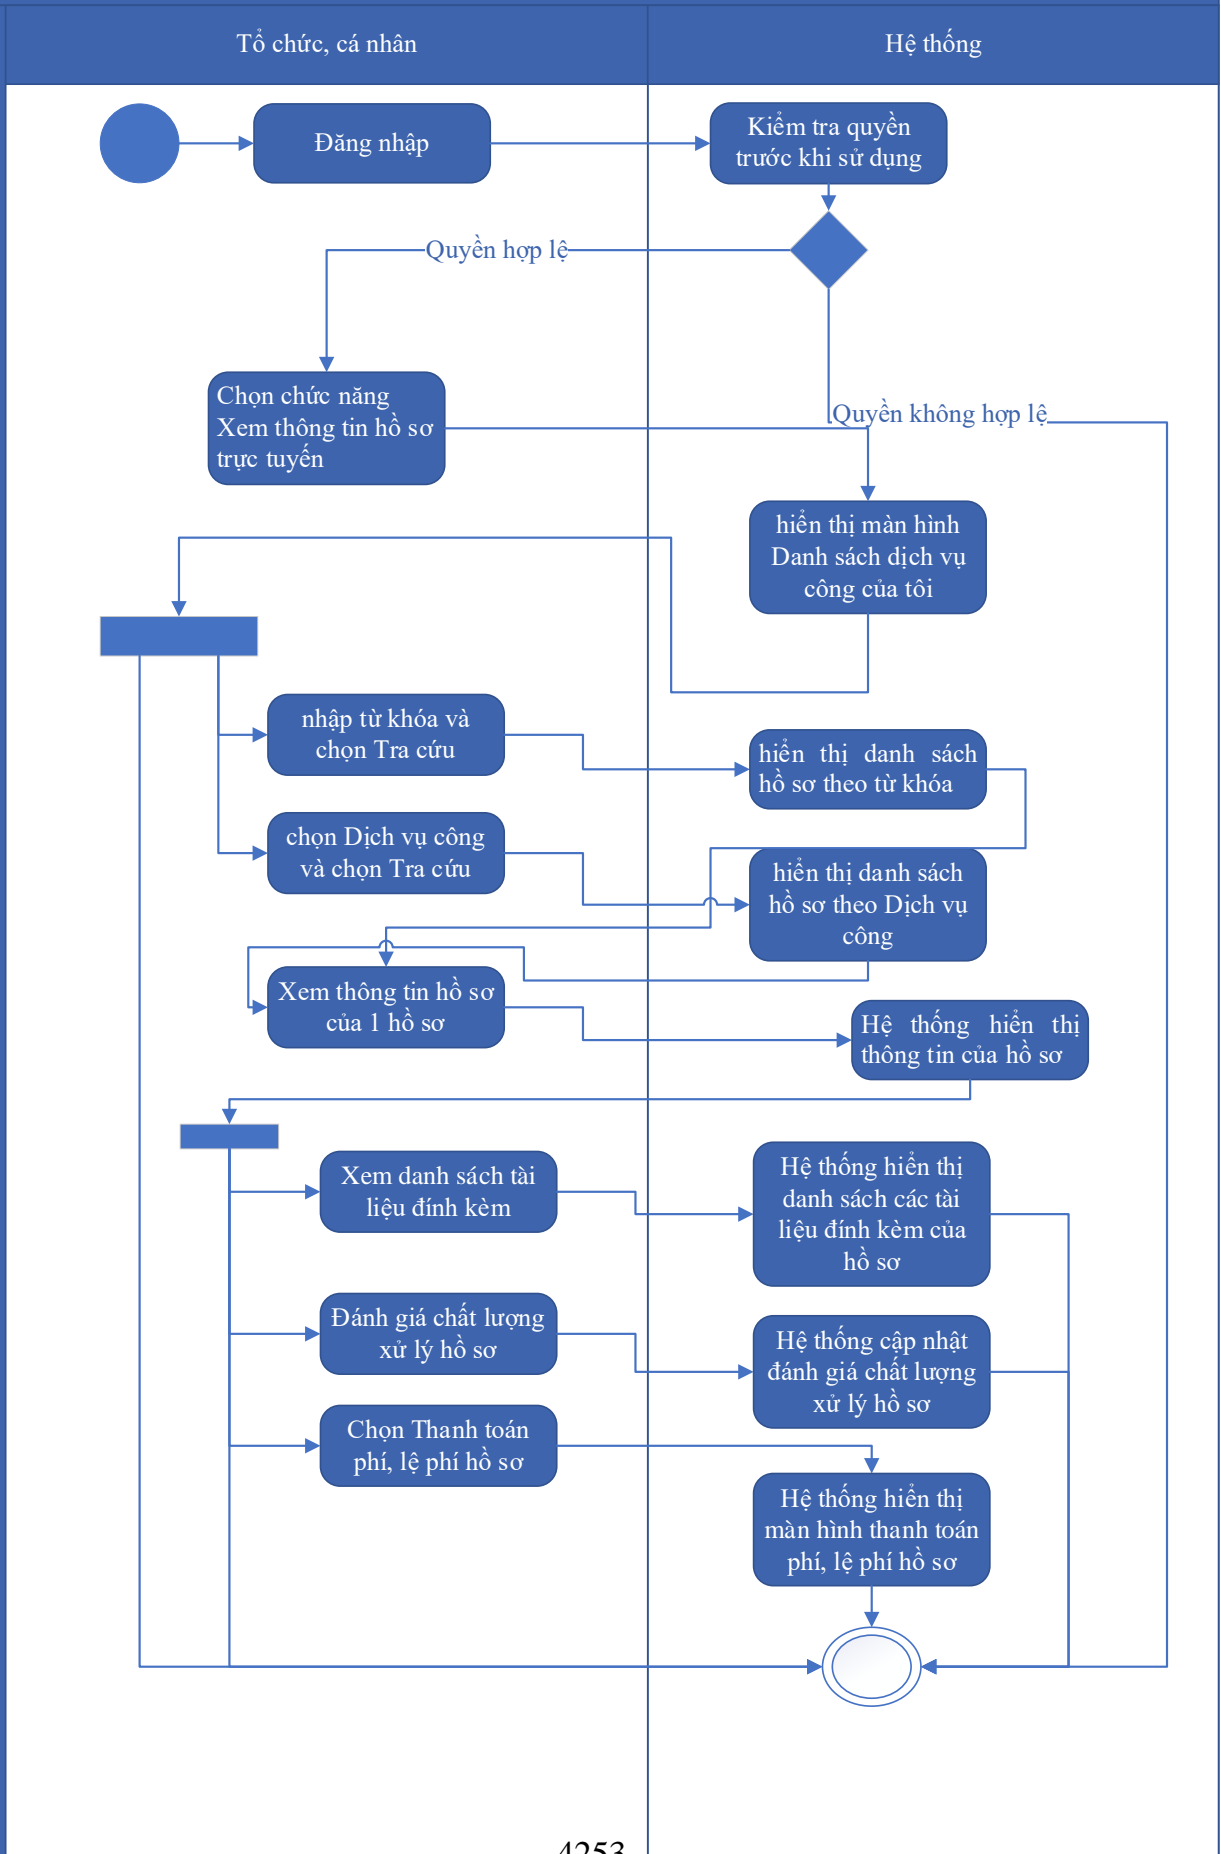 Tổ chức, cá nhân
Hệ thống
Đăng nhập
Kiểm tra quyền
trước khi sử dụng
Quyền hợp lệ
Chọn chức năng
Xem thông tin hồ sơ
trực tuyến
Quyền không hợp lệ
hiển thị màn hình
Danh sách dịch vụ
công của tôi
nhập từ khóa và
chọn Tra cứu
hiển thị danh sách
hồ sơ theo từ khóa
chọn Dịch vụ công
và chọn Tra cứu
hiển thị danh sách
hồ sơ theo Dịch vụ
công
Xem thông tin hồ sơ
của 1 hồ sơ
Hệ thống hiển thị
thông tin của hồ sơ
Xem danh sách tài
liệu đính kèm
Hệ thống hiển thị
danh sách các tài
liệu đính kèm của
hồ sơ
Đánh giá chất lượng
xử lý hồ sơ
Hệ thống cập nhật
đánh giá chất lượng
xử lý hồ sơ
Chọn Thanh toán
phí, lệ phí hồ sơ
Hệ thống hiển thị
màn hình thanh toán
phí, lệ phí hồ sơ
4253